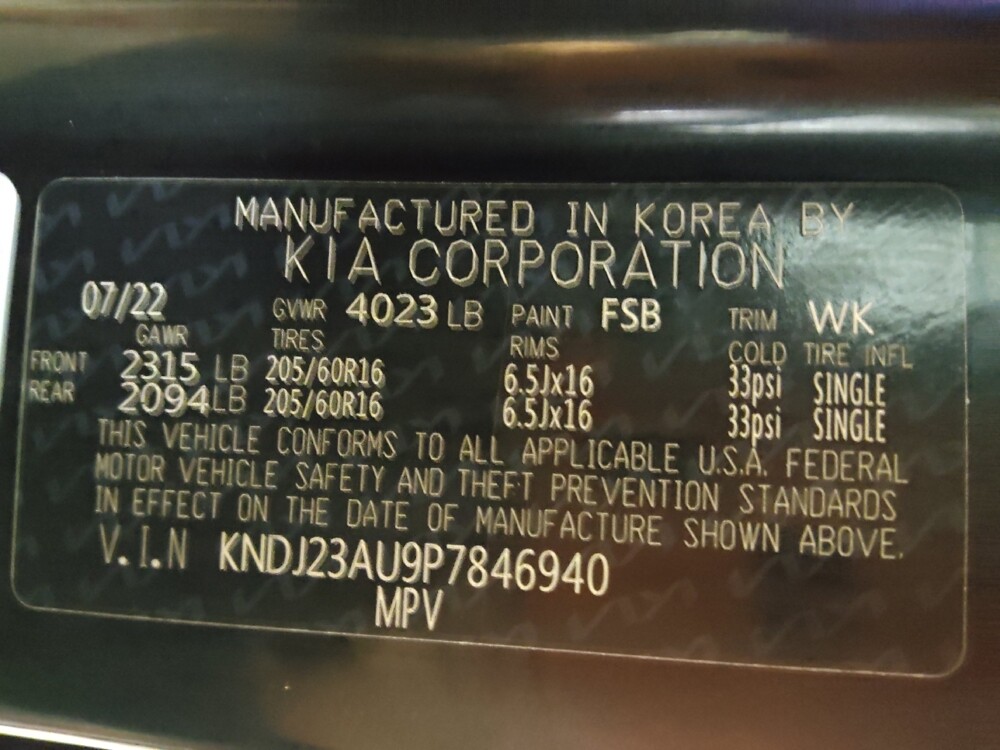 MANUFACTURED IN KOREA BY
KIA CORPORATION
07/22 GVWR 4023 LB PAINT FSB TRIM WK
GAWR TIRES RIMS COLD TIRE INFL
FRONT 2315 LB 205/60R16 6.5Jx16 33psi SINGLE
REAR 2094 LB 205/60R16 6.5Jx16 33psi SINGLE
THIS VEHICLE CONFORMS TO ALL APPLICABLE U.S.A. FEDERAL
MOTOR VEHICLE SAFETY AND THEFT PREVENTION STANDARDS
IN EFFECT ON THE DATE OF MANUFACTURE SHOWN ABOVE.
V.I.N KNDJ23AU9P7846940
MPV